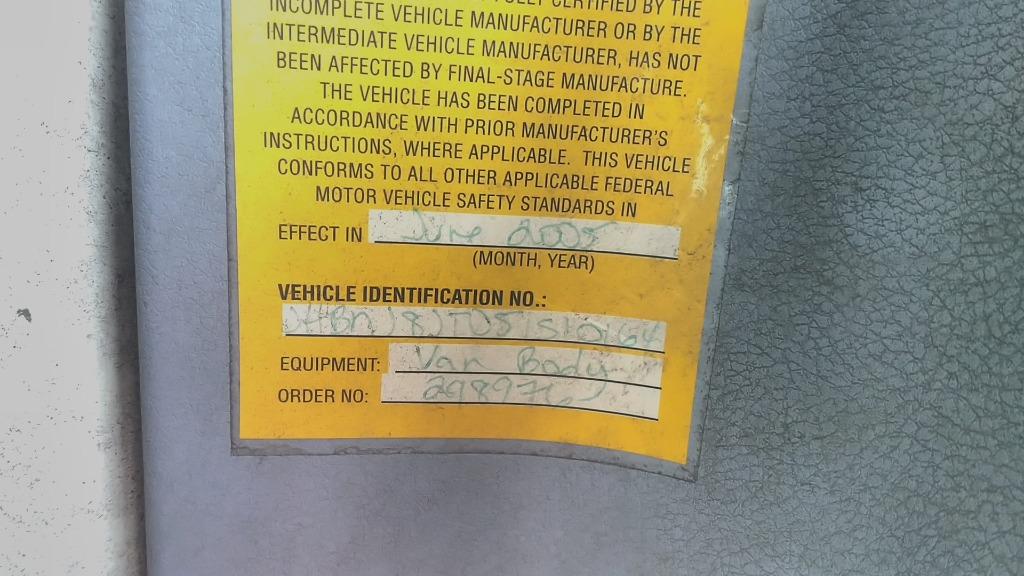 CERTIFIED BY THE
INCOMPLETE VEHICLE MANUFACTURER OR BY THE
INTERMEDIATE VEHICLE MANUFACTURER, HAS NOT
BEEN AFFECTED BY FINAL-STAGE MANUFACTURE.
THE VEHICLE HAS BEEN COMPLETED IN
ACCORDANCE WITH PRIOR MANUFACTURER'S
INSTRUCTIONS, WHERE APPLICABLE. THIS VEHICLE
CONFORMS TO ALL OTHER APPLICABLE FEDERAL
MOTOR VEHICLE SAFETY STANDARDS IN
EFFECT IN June 2005
(MONTH, YEAR)
VEHICLE IDENTIFICATION NO.:
EQUIPMENT: Van Body
ORDER NO: